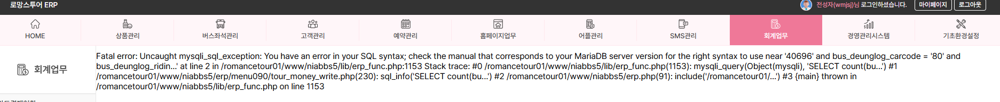 로망스투어 ERP
전성자(wmjsj)님 로그인하셨습니다. 마이페이지 로그아웃
HOME 상품관리 버스좌석관리 고객관리 예약관리 홈페이지업무 어플관리 SMS관리 회계업무 경영관리시스템 기초환경설정
회계업무
Fatal error: Uncaught mysqli_sql_exception: You have an error in your SQL syntax; check the manual that corresponds to your MariaDB server version for the right syntax to use near '40696' and bus_deunglog_carcode = '80' and
bus_deunglog_ridin...' at line 2 in /romancetour01/www/niabbs5/lib/erp_func.php:1153 Stack trace: #0 /romancetour01/www/niabbs5/lib/erp_func.php(1153): mysqli_query(Object(mysqli), 'SELECT count(bu...') #1
/romancetour01/www/niabbs5/erp/menu090/tour_money_write.php(230): sql_info('SELECT count(bu...') #2 /romancetour01/www/niabbs5/erp.php(91): include('/romancetour01/...') #3 {main} thrown in
/romancetour01/www/niabbs5/lib/erp_func.php on line 1153